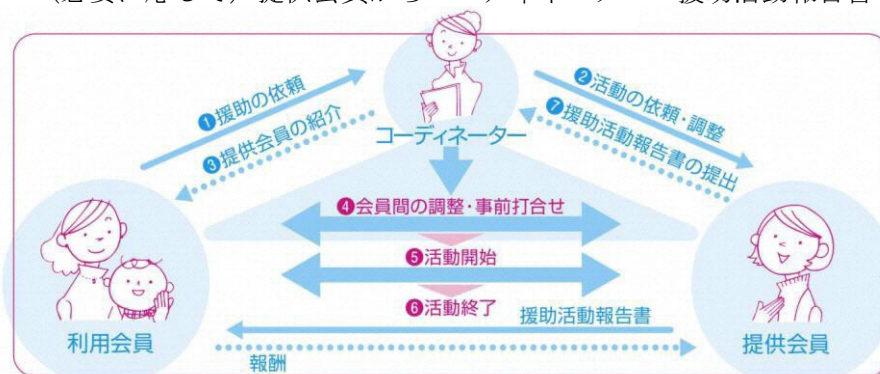 ❶援助の依頼
❷活動の依頼・調整
❼援助活動報告書の提出
❸提供会員の紹介
コーディネーター
❹会員間の調整・事前打合せ
❺活動開始
❻活動終了
援助活動報告書
利用会員
報酬
提供会員